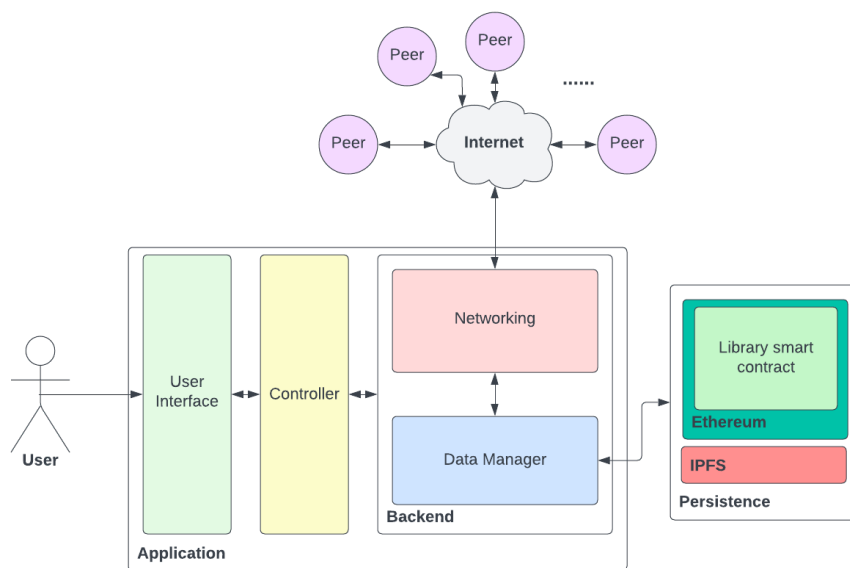 Peer
Peer
......
Peer
Internet
Peer
Networking
Library smart
contract
User
Interface
Controller
Ethereum
Data Manager
User
IPFS
Persistence
Backend
Application